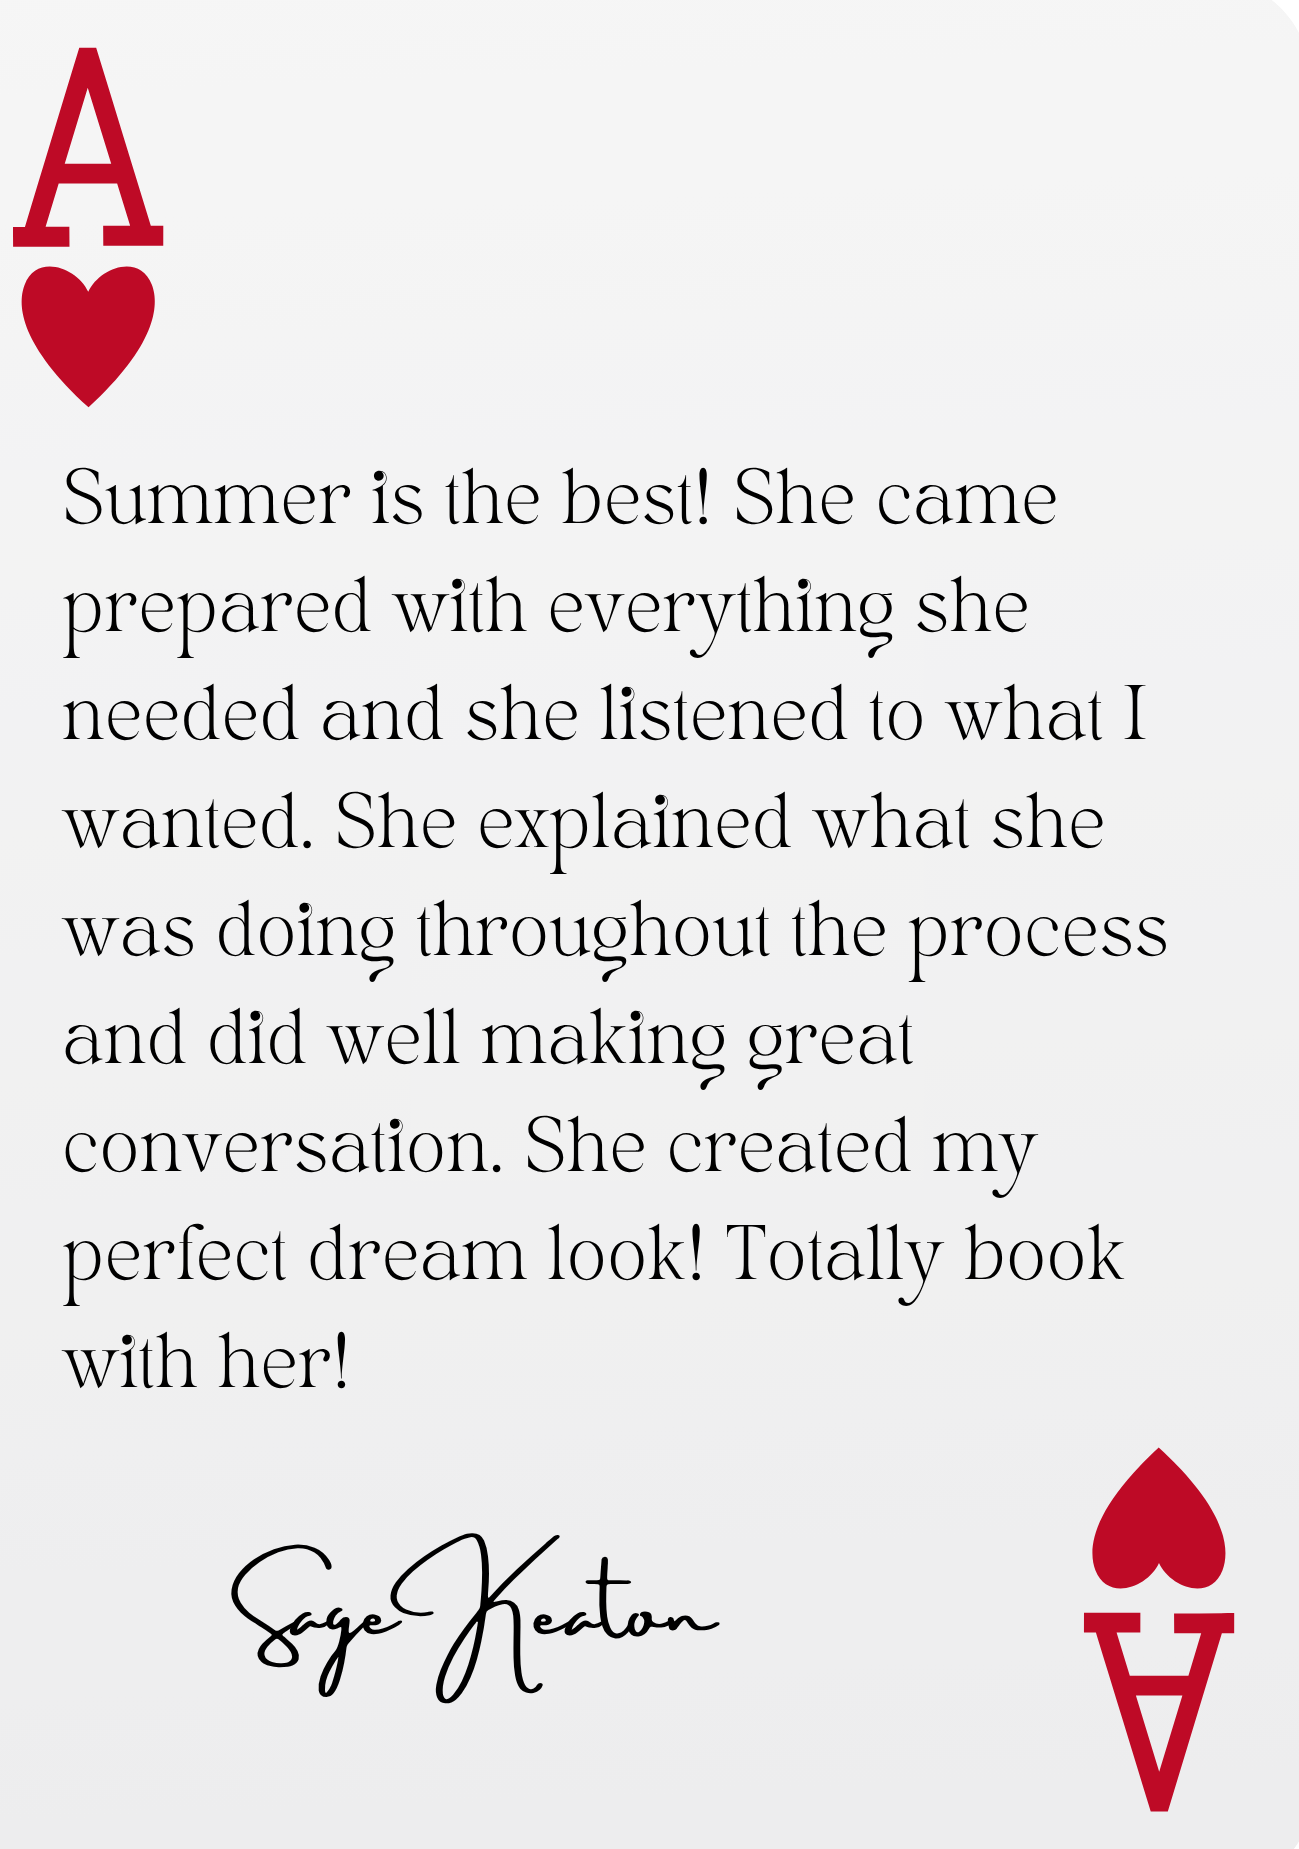 A
Summer is the best! She came
prepared with everything she
needed and she listened to what I
wanted. She explained what she
was doing throughout the process
and did well making great
conversation. She created my
perfect dream look! Totally book
with her!
Sage Keaton
A